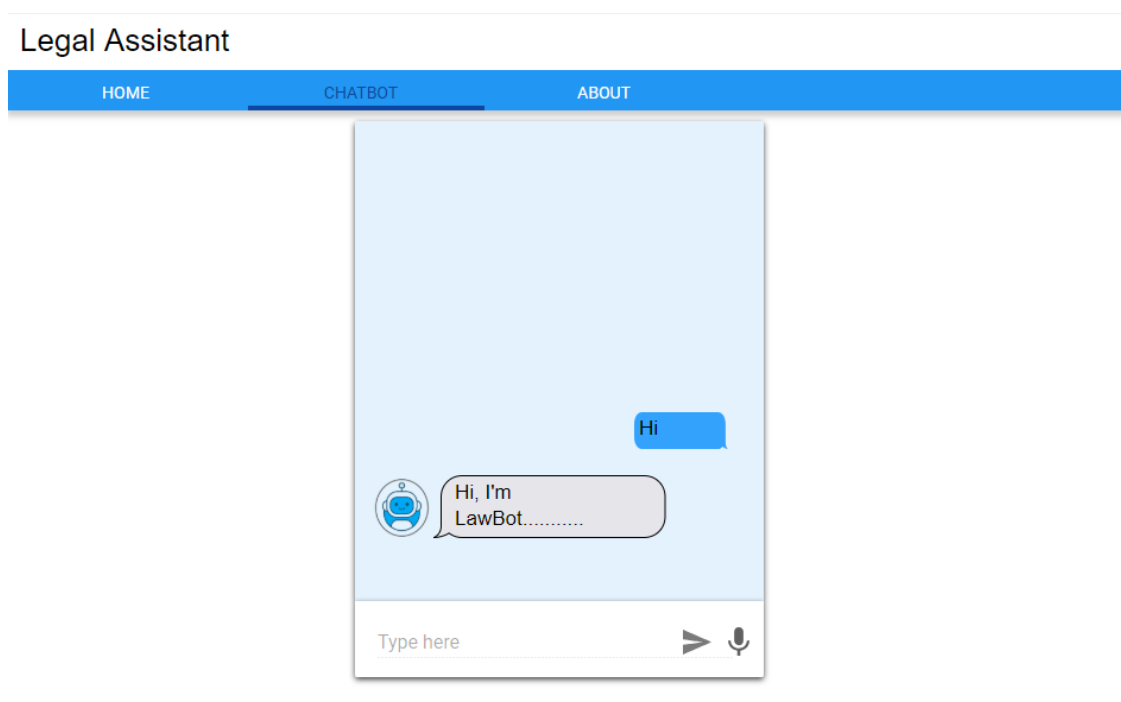 Legal Assistant
HOME CHATBOT ABOUT
Hi
Hi, I'm
LawBot...........
Type here